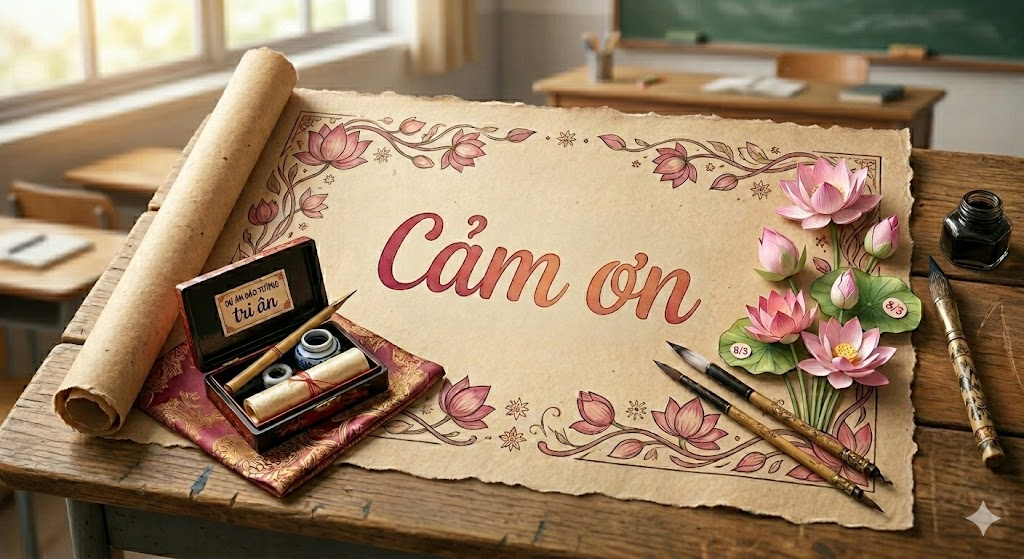 Cảm ơn
tri ân
8/3
8/3